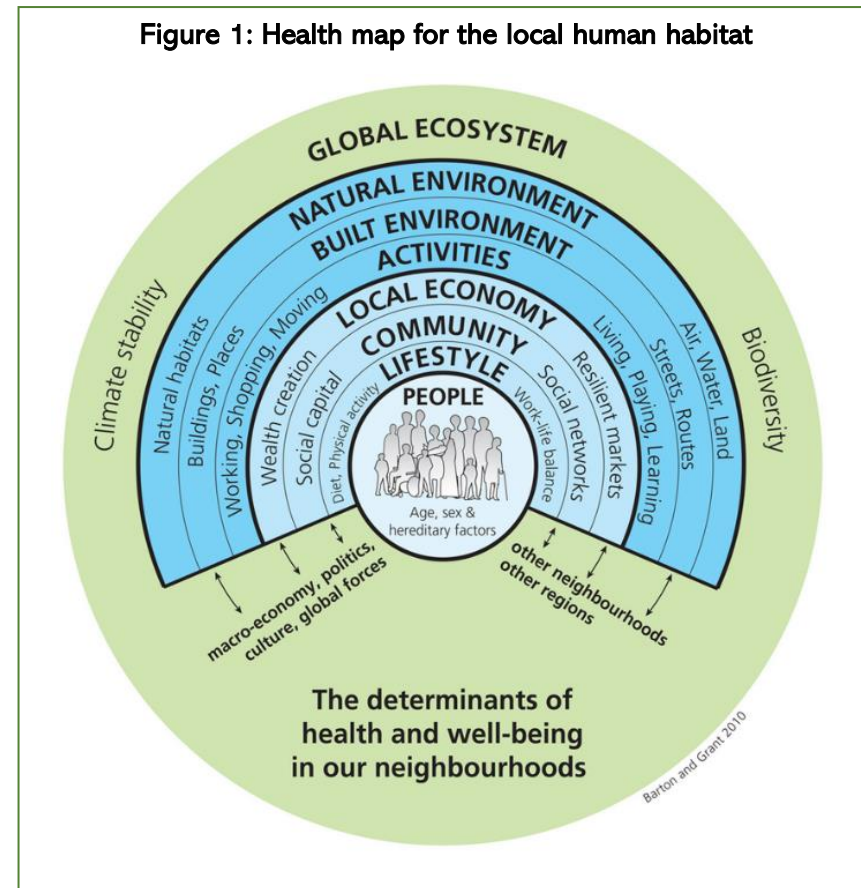 Figure 1: Health map for the local human habitat
GLOBAL ECOSYSTEM
NATURAL ENVIRONMENT
BUILT ENVIRONMENT
ACTIVITIES
LOCAL ECONOMY
COMMUNITY
LIFESTYLE
PEOPLE
Climate stability
Natural habitats
Buildings, Places
Working, Shopping, Moving
Wealth creation
Social capital
Diet, Physical activity
Work-life balance
Social networks
Resilient markets
Living, Playing, Learning
Streets, Routes
Air, Water, Land
Biodiversity
Age, sex &
hereditary factors
macro-economy, politics,
culture, global forces
other neighbourhoods
other regions
The determinants of
health and well-being
in our neighbourhoods
Barton and Grant 2010